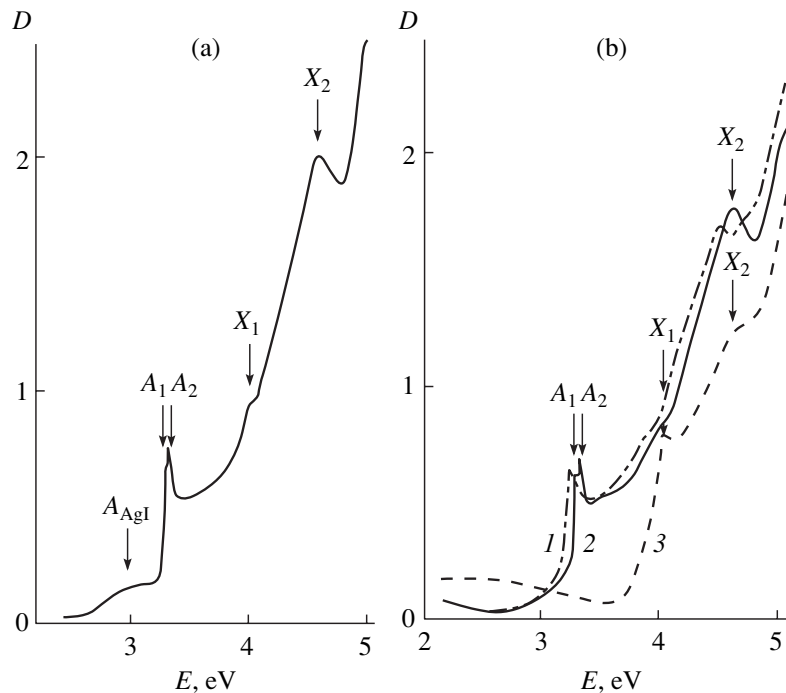 D (a)
X₂
2
X₁
1
A₁ A₂
A_AgI
0
3 4 5
E, eV
D (b)
X₂
2
X₂
X₁
1
A₁ A₂
1 2 3
0
2 3 4 5
E, eV